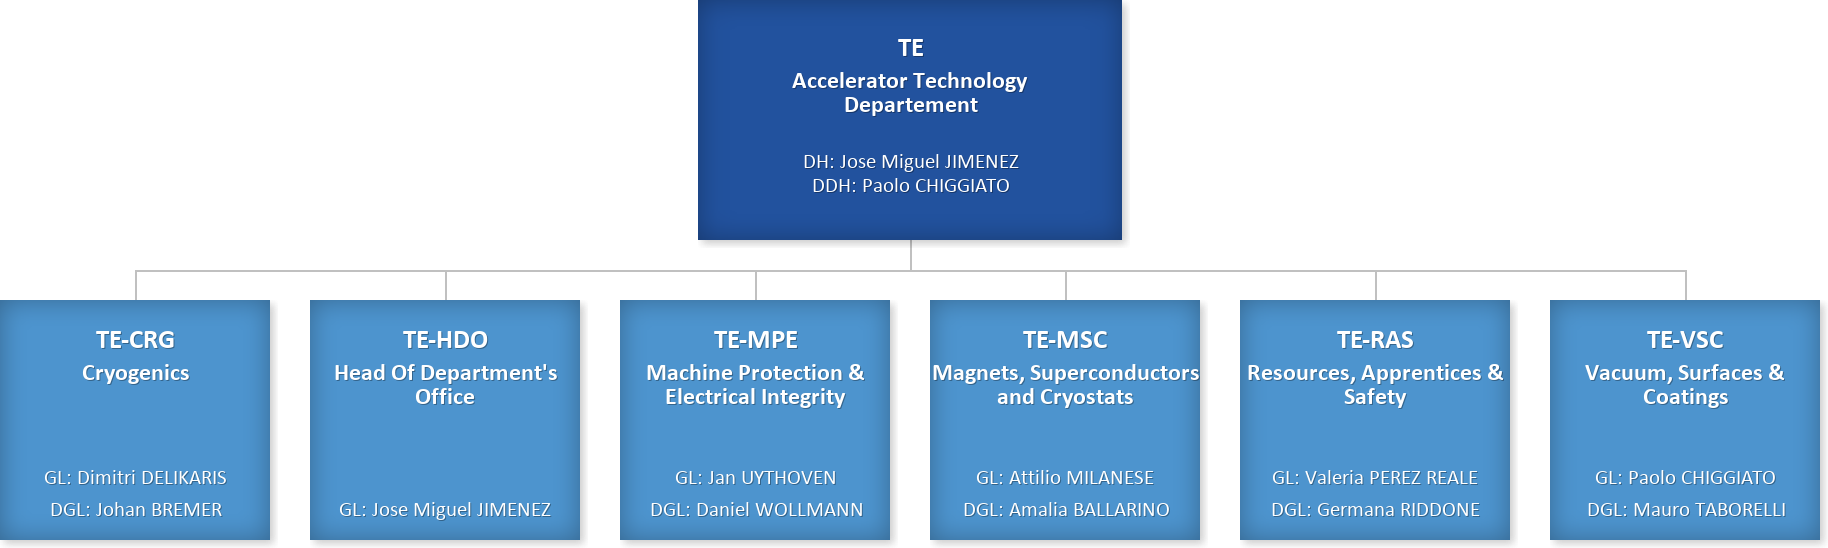 TE
Accelerator Technology
Departement
DH: Jose Miguel JIMENEZ
DDH: Paolo CHIGGIATO
TE-CRG
Cryogenics
GL: Dimitri DELIKARIS
DGL: Johan BREMER
TE-HDO
Head Of Department's
Office
GL: Jose Miguel JIMENEZ
TE-MPE
Machine Protection &
Electrical Integrity
GL: Jan UYTHOVEN
DGL: Daniel WOLLMANN
TE-MSC
Magnets, Superconductors
and Cryostats
GL: Attilio MILANESE
DGL: Amalia BALLARINO
TE-RAS
Resources, Apprentices &
Safety
GL: Valeria PEREZ REALE
DGL: Germana RIDDONE
TE-VSC
Vacuum, Surfaces &
Coatings
GL: Paolo CHIGGIATO
DGL: Mauro TABORELLI